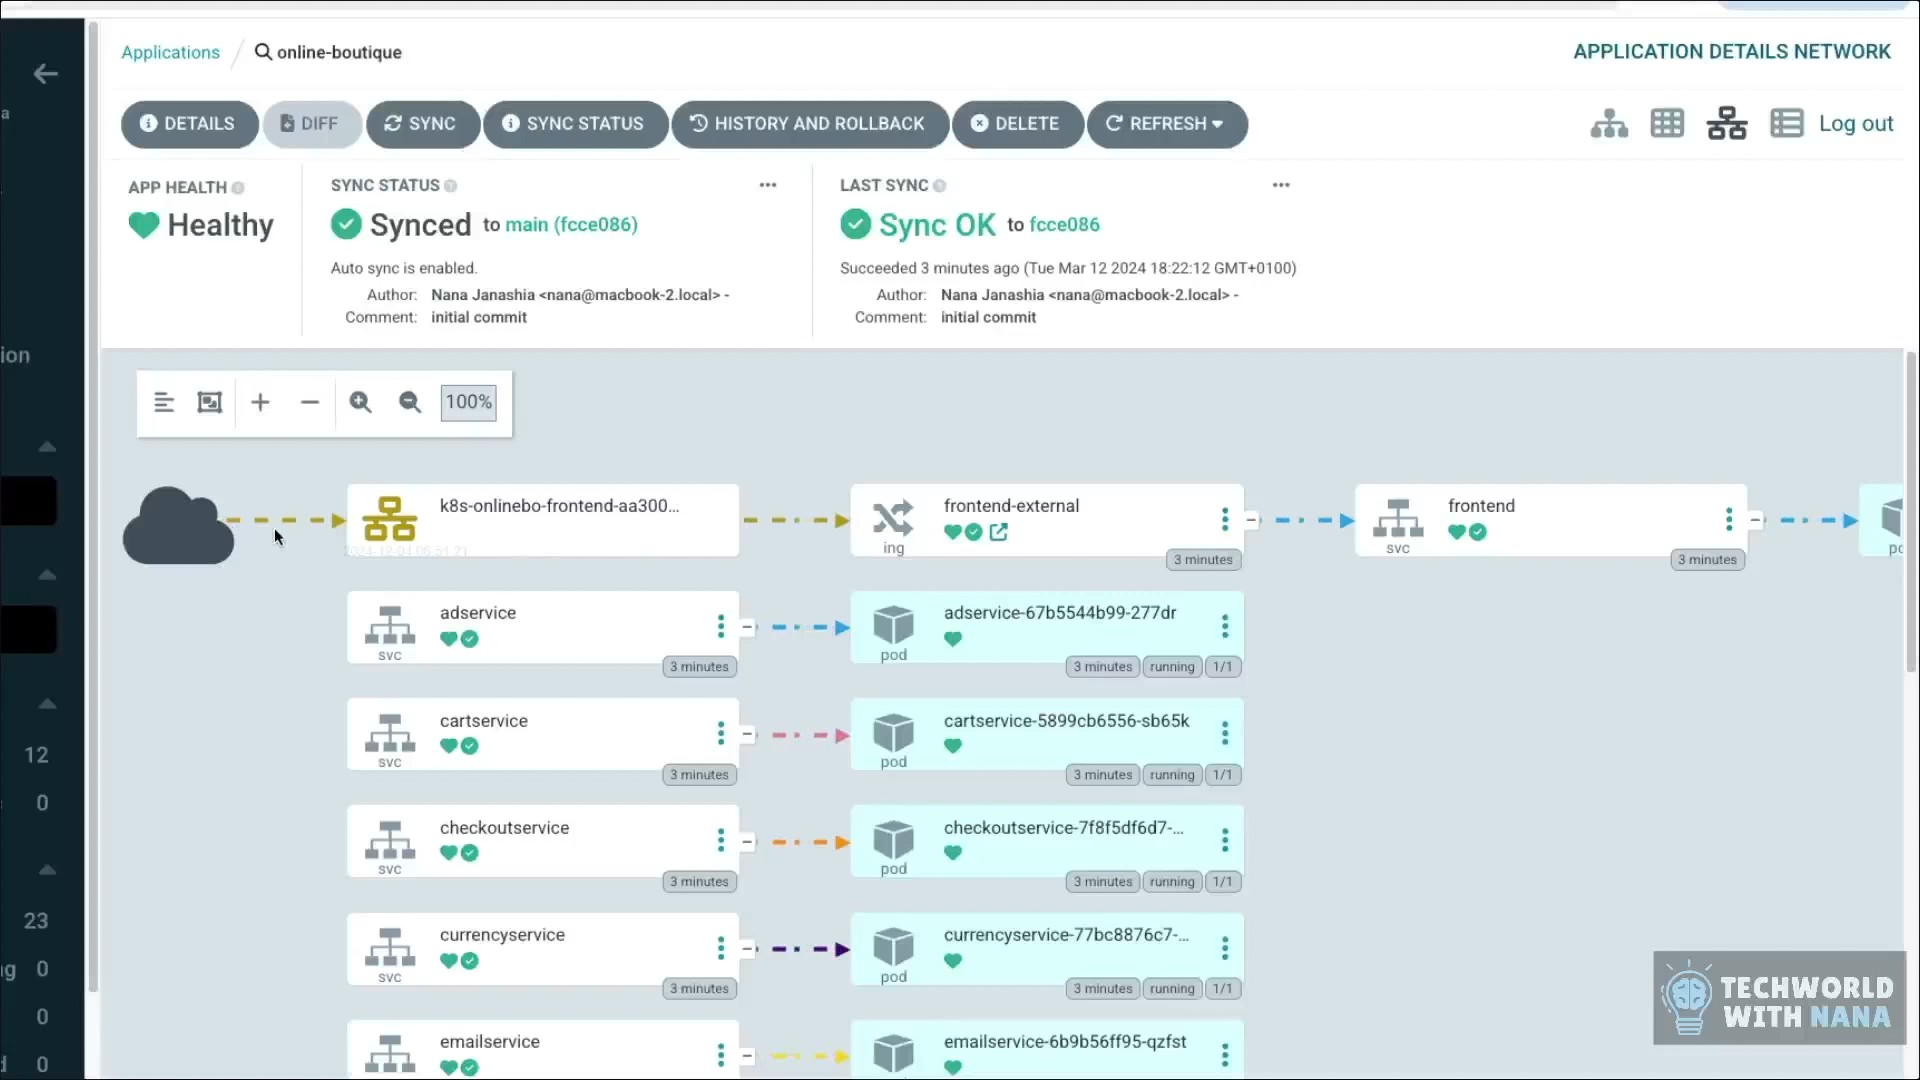 Applications
online-boutique
APPLICATION DETAILS NETWORK
DETAILS
DIFF
SYNC
SYNC STATUS
HISTORY AND ROLLBACK
DELETE
REFRESH
Log out
APP HEALTH
Healthy
SYNC STATUS
Synced to main (fcce086)
Auto sync is enabled.
Author: Nana Janashia <nana@macbook-2.local> -
Comment: initial commit
LAST SYNC
Sync OK to fcce086
Succeeded 3 minutes ago (Tue Mar 12 2024 18:22:12 GMT+0100)
Author: Nana Janashia <nana@macbook-2.local> -
Comment: initial commit
a
ion
12
0
23
g 0
0
0
100%
k8s-onlinebo-frontend-aa300...
frontend-external
ing
3 minutes
frontend
svc
3 minutes
adservice
svc
3 minutes
adservice-67b5544b99-277dr
pod
3 minutes running 1/1
cartservice
svc
3 minutes
cartservice-5899cb6556-sb65k
pod
3 minutes running 1/1
checkoutservice
svc
3 minutes
checkoutservice-7f8f5df6d7-...
pod
3 minutes running 1/1
currencyservice
svc
3 minutes
currencyservice-77bc8876c7-...
pod
3 minutes running 1/1
emailservice
emailservice-6b9b56ff95-qzfst
TECHWORLD
WITH NANA